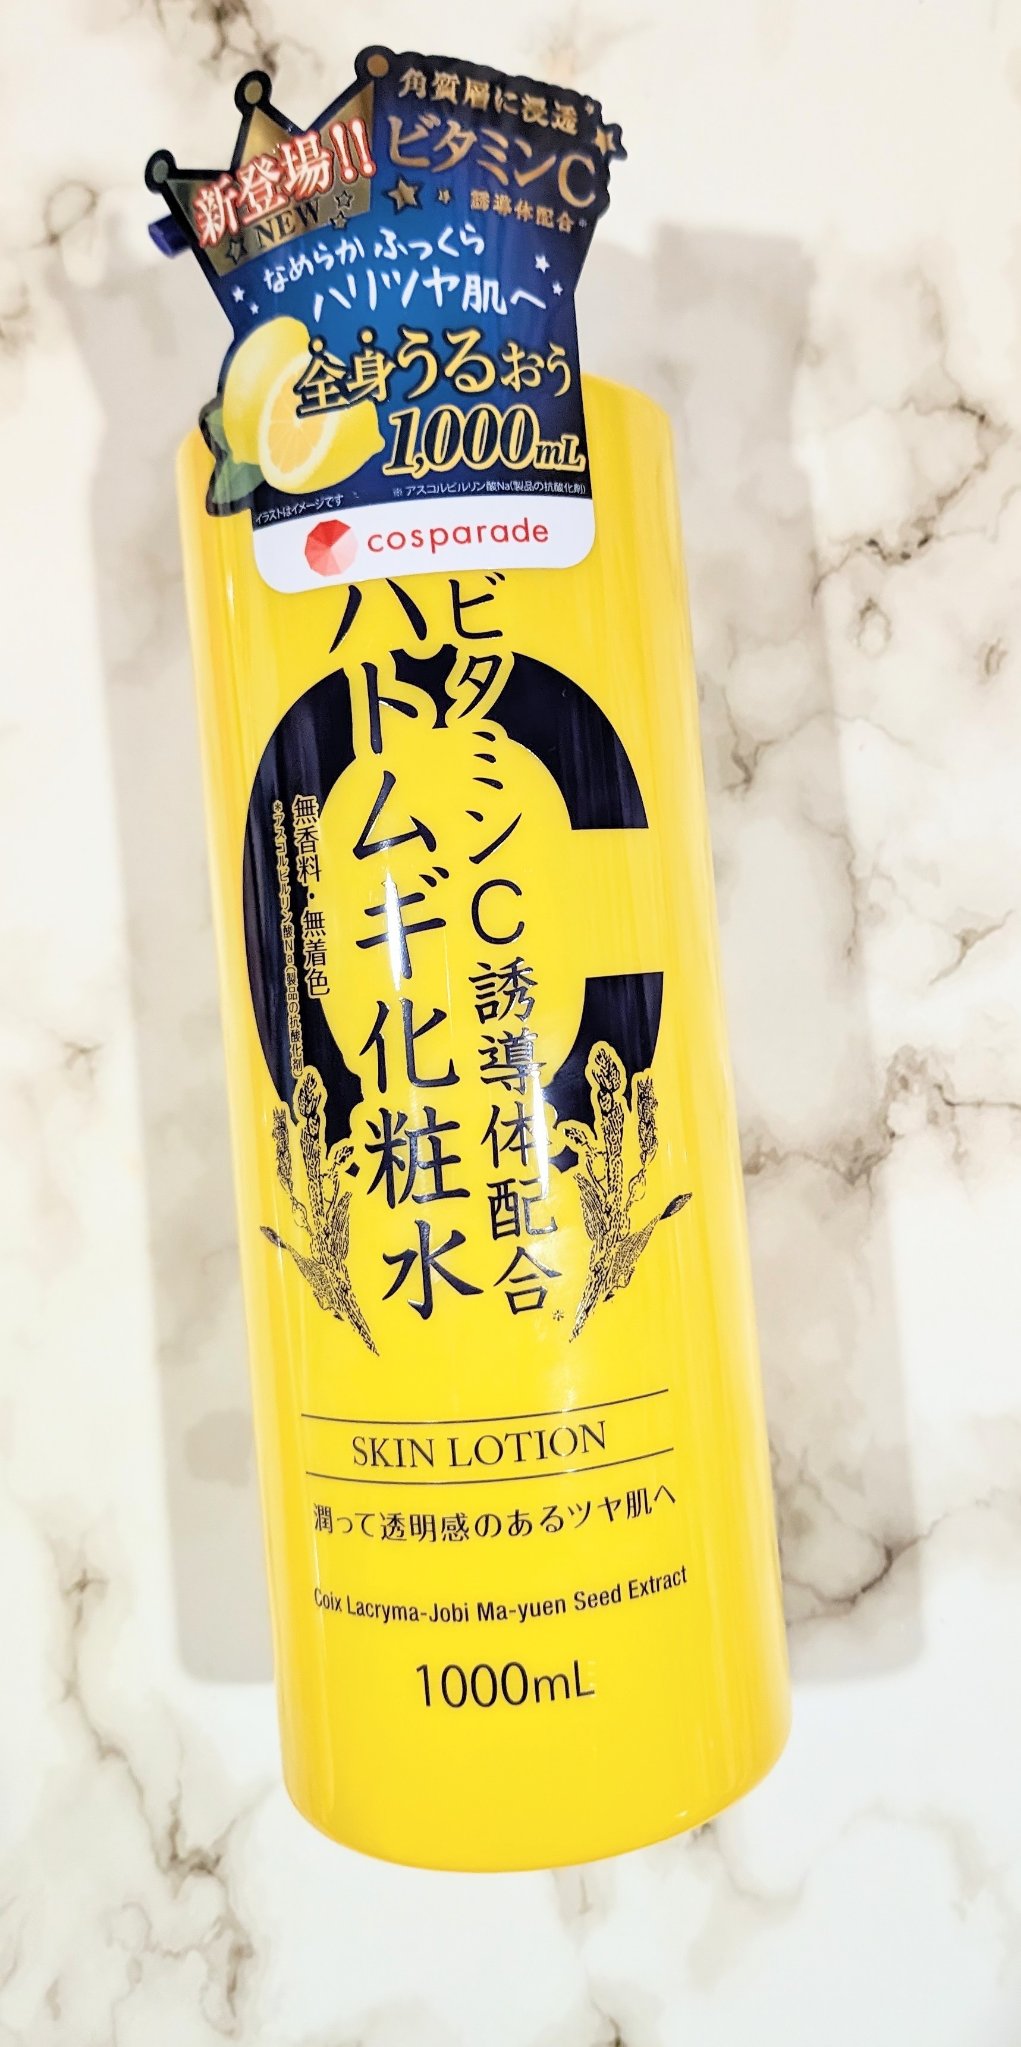 角質層に浸透*
ビタミンC
誘導体配合*
新登場!!
NEW
なめらか ふっくら
ハリツヤ肌へ
全身うるおう
1,000mL
※ アスコルビルリン酸Na(製品の抗酸化剤)
イラストはイメージです
cosparade
ビタミンC誘導体配合*
ハトムギ化粧水
C
無香料・無着色
*アスコルビルリン酸Na(製品の抗酸化剤)
SKIN LOTION
潤って透明感のあるツヤ肌へ
Coix Lacryma-Jobi Ma-yuen Seed Extract
1000mL